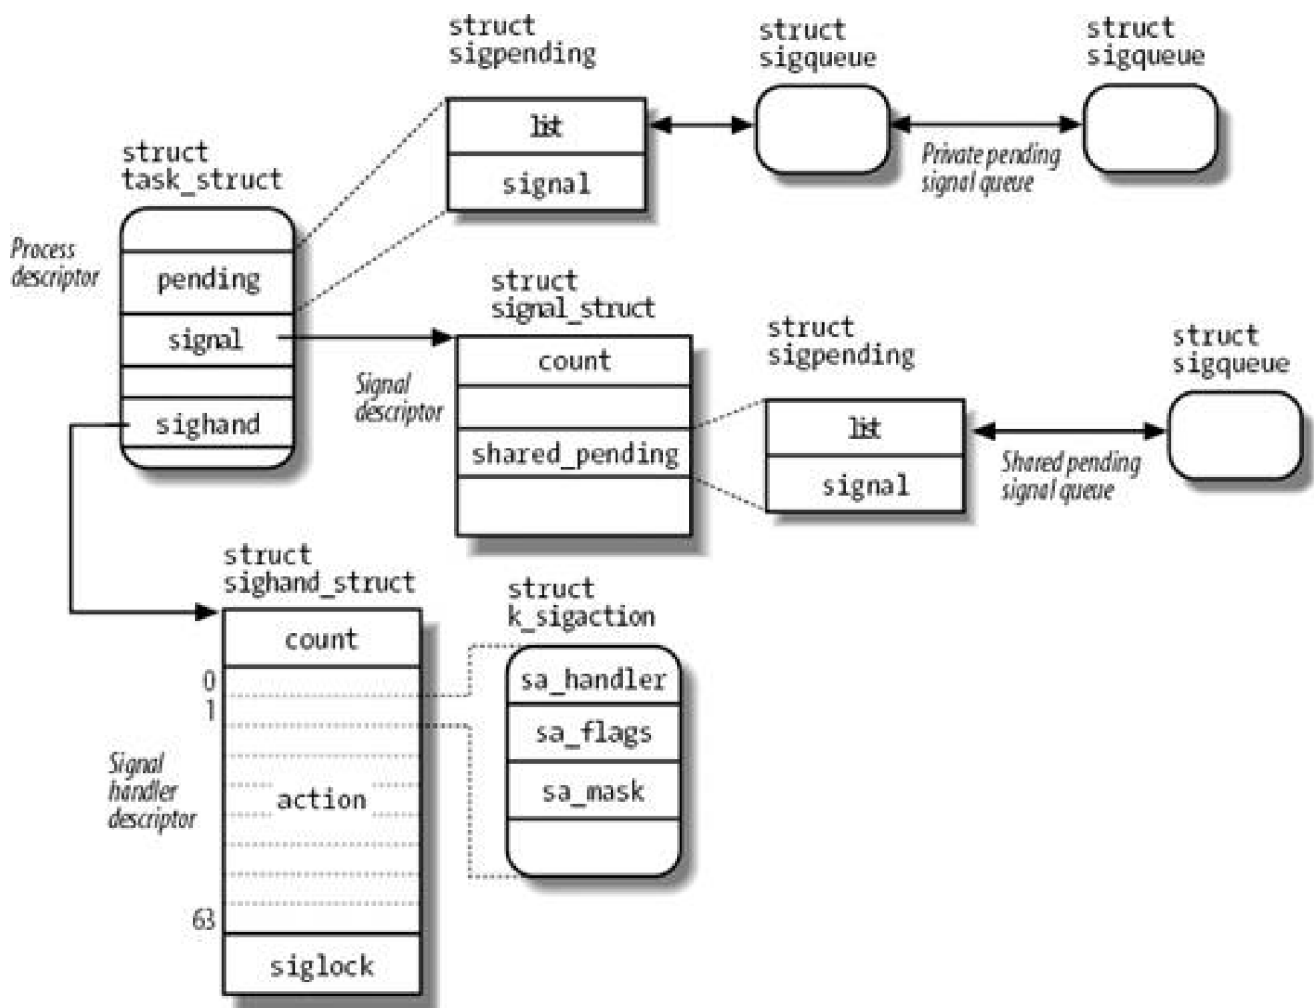 struct
sigpending
list
signal
struct
sigqueue
struct
sigqueue
Private pending
signal queue
struct
task_struct
Process
descriptor
pending
signal
sighand
struct
signal_struct
Signal
descriptor
count
shared_pending
struct
sigpending
list
signal
struct
sigqueue
Shared pending
signal queue
struct
sighand_struct
count
0
1
Signal
handler
descriptor
action
63
siglock
struct
k_sigaction
sa_handler
sa_flags
sa_mask